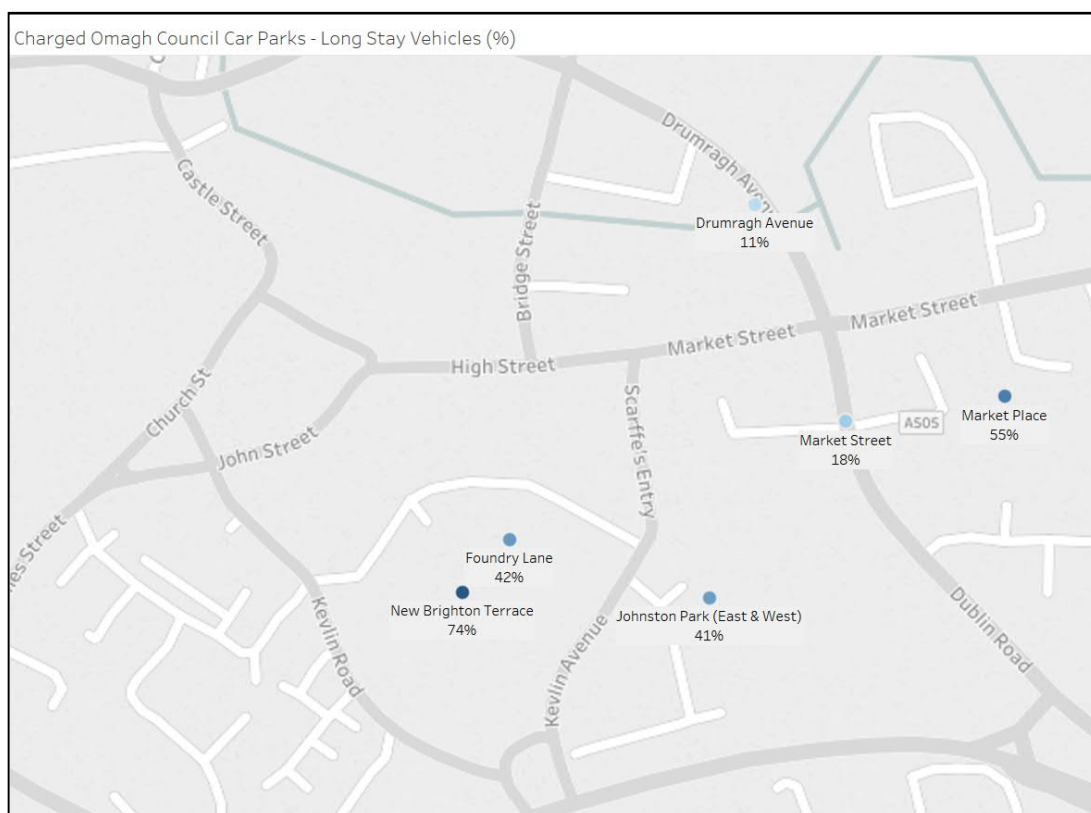 Charged Omagh Council Car Parks - Long Stay Vehicles (%)
Castle Street
Drumragh Avenue
Drumragh Avenue
11%
Bridge Street
Market Street
Market Street
High Street
Church St
John Street
Scarffe's Entry
Market Place
55%
A505
Market Street
18%
Foundry Lane
42%
New Brighton Terrace
74%
Johnston Park (East & West)
41%
Kevlin Road
Kevlin Avenue
Dublin Road
Street